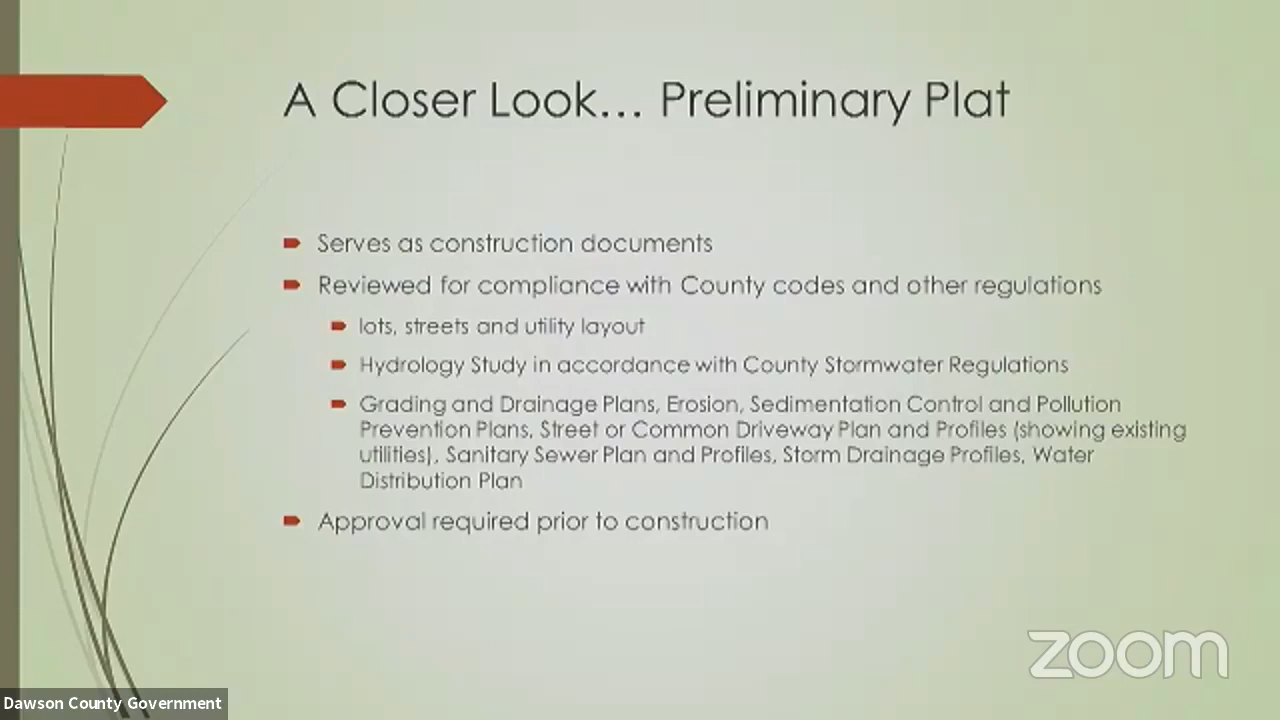 A Closer Look... Preliminary Plat
Serves as construction documents
Reviewed for compliance with County codes and other regulations
lots, streets and utility layout
Hydrology Study in accordance with County Stormwater Regulations
Grading and Drainage Plans, Erosion, Sedimentation Control and Pollution
Prevention Plans, Street or Common Driveway Plan and Profiles (showing existing
utilities), Sanitary Sewer Plan and Profiles, Storm Drainage Profiles, Water
Distribution Plan
Approval required prior to construction
zoom
Dawson County Government